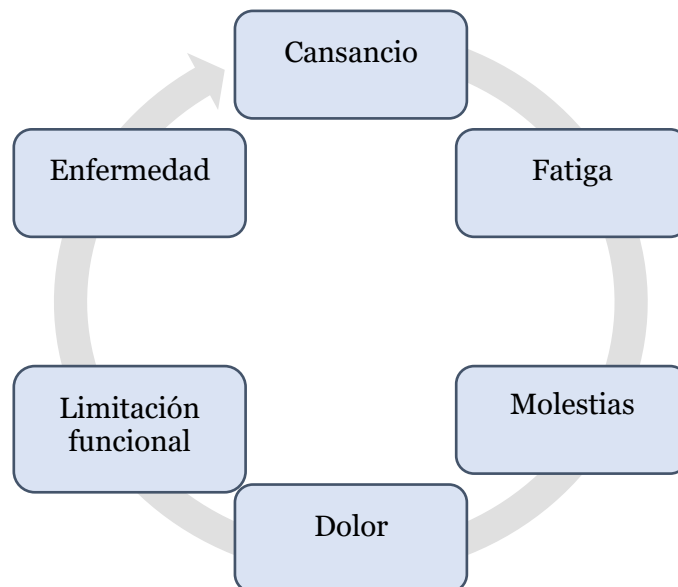 Cansancio
Fatiga
Molestias
Dolor
Limitación
funcional
Enfermedad